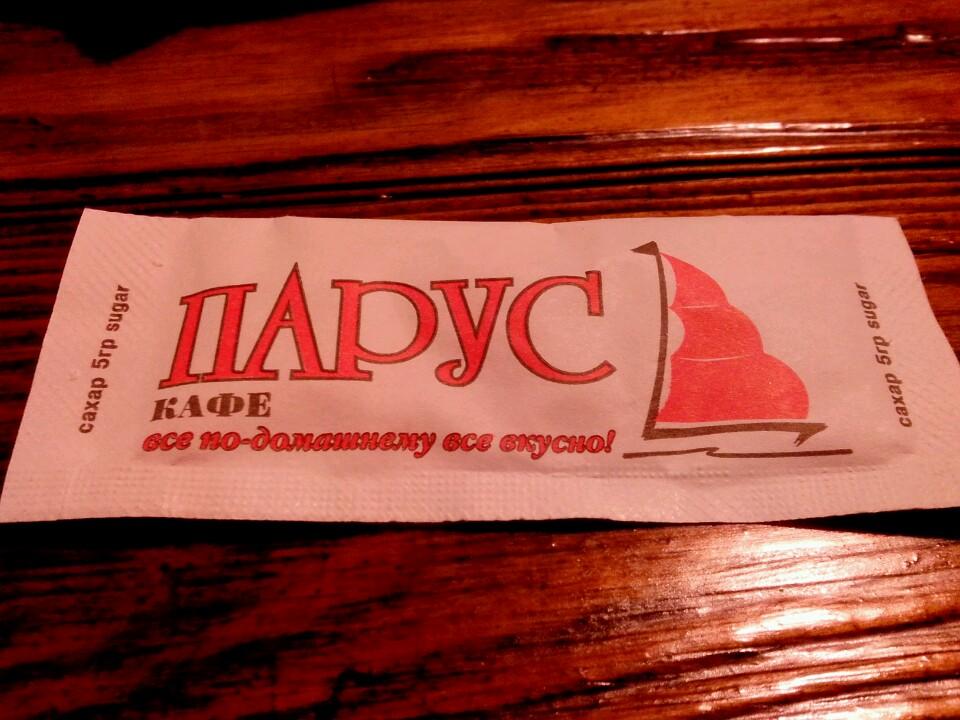 сахар 5гр sugar
ПАРУС
КАФЕ
все по-домашнему все вкусно!
сахар 5гр sugar